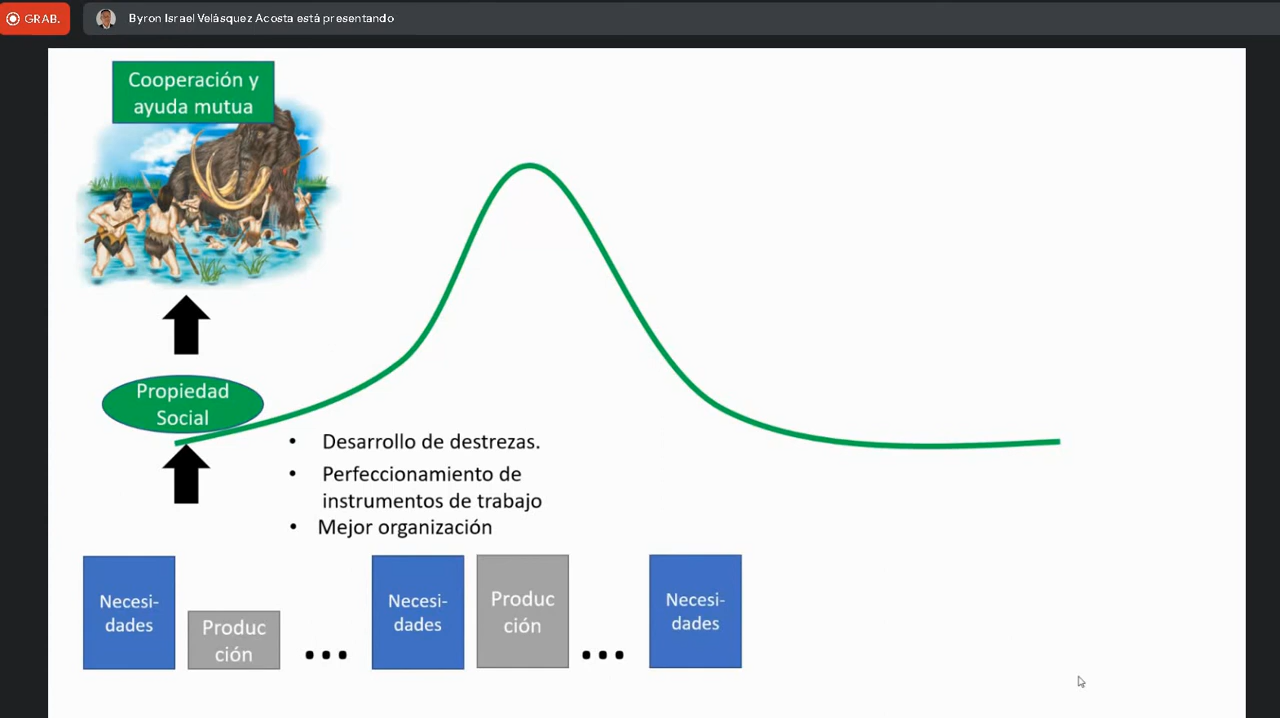 GRAB.
Byron Israel Velásquez Acosta está presentando
Cooperación y
ayuda mutua
Propiedad
Social
• Desarrollo de destrezas.
• Perfeccionamiento de
instrumentos de trabajo
• Mejor organización
Necesi-
dades
Produc
ción
...
Necesi-
dades
Produc
ción
...
Necesi-
dades